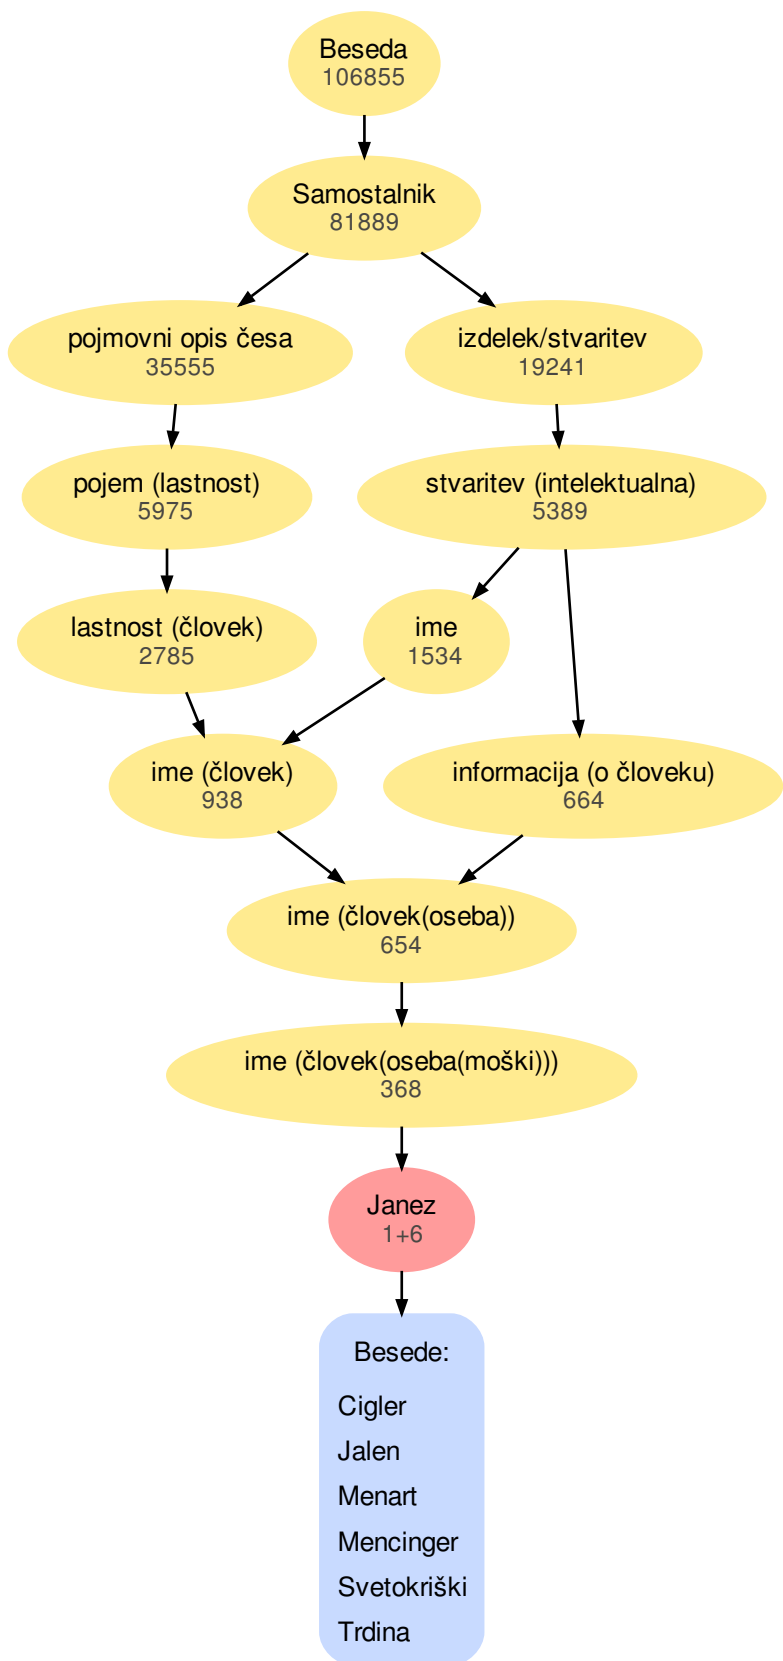 Beseda
106855
Samostalnik
81889
pojmovni opis česa
35555
izdelek/stvaritev
19241
pojem (lastnost)
5975
stvaritev (intelektualna)
5389
lastnost (človek)
2785
ime
1534
ime (človek)
938
informacija (o človeku)
664
ime (človek(oseba))
654
ime (človek(oseba(moški)))
368
Janez
1+6
Besede:
Cigler
Jalen
Menart
Mencinger
Svetokriški
Trdina